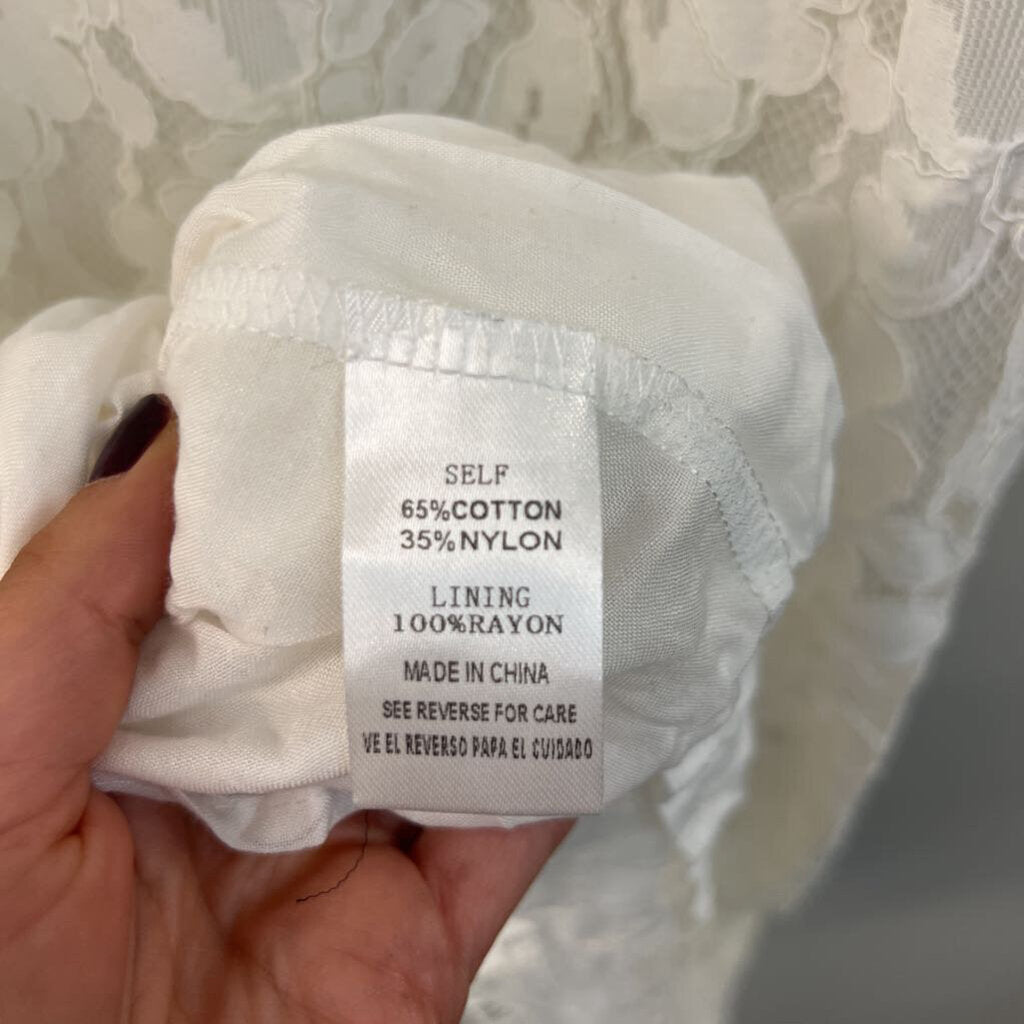 SELF
65%COTTON
35%NYLON
LINING
100%RAYON
MADE IN CHINA
SEE REVERSE FOR CARE
VE EL REVERSO PAPA EL CUIDADO